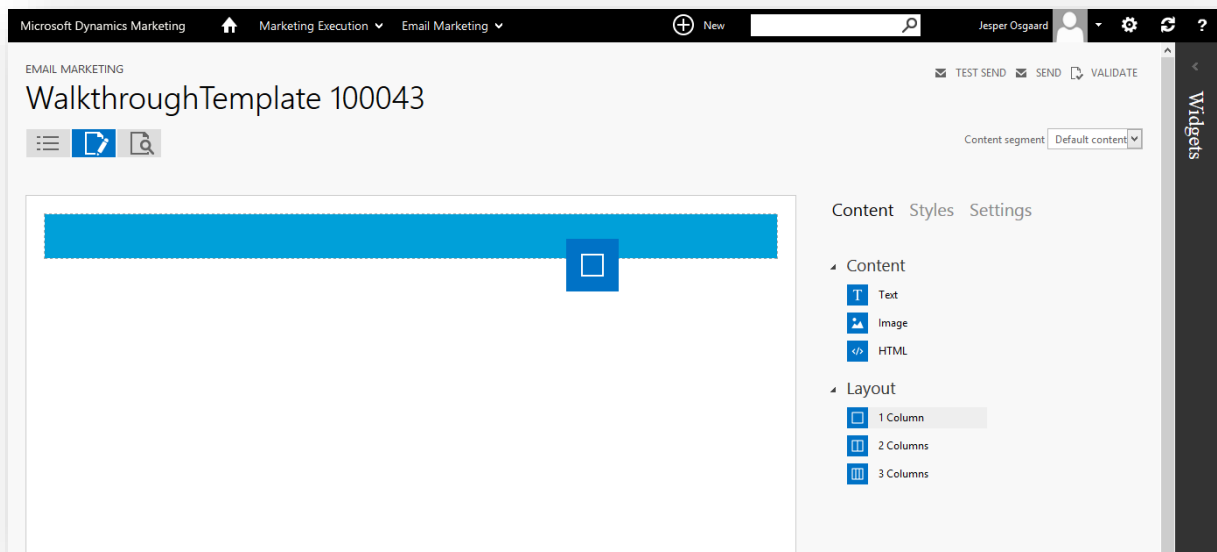 Microsoft Dynamics Marketing Marketing Execution Email Marketing New Jesper Osgaard ?
EMAIL MARKETING
TEST SEND SEND VALIDATE
WalkthroughTemplate 100043
Content segment Default content
Widgets
Content Styles Settings
Content
T Text
Image
</> HTML
Layout
1 Column
2 Columns
3 Columns